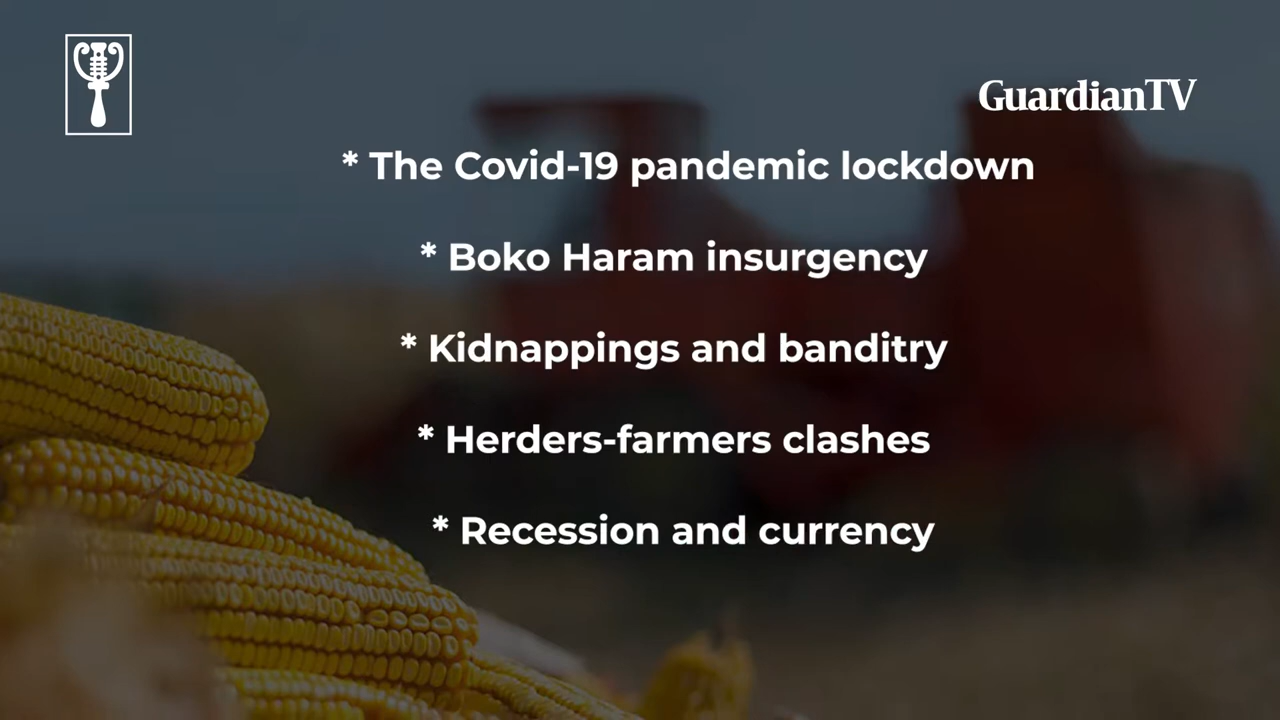 GuardianTV
* The Covid-19 pandemic lockdown
* Boko Haram insurgency
* Kidnappings and banditry
* Herders-farmers clashes
* Recession and currency